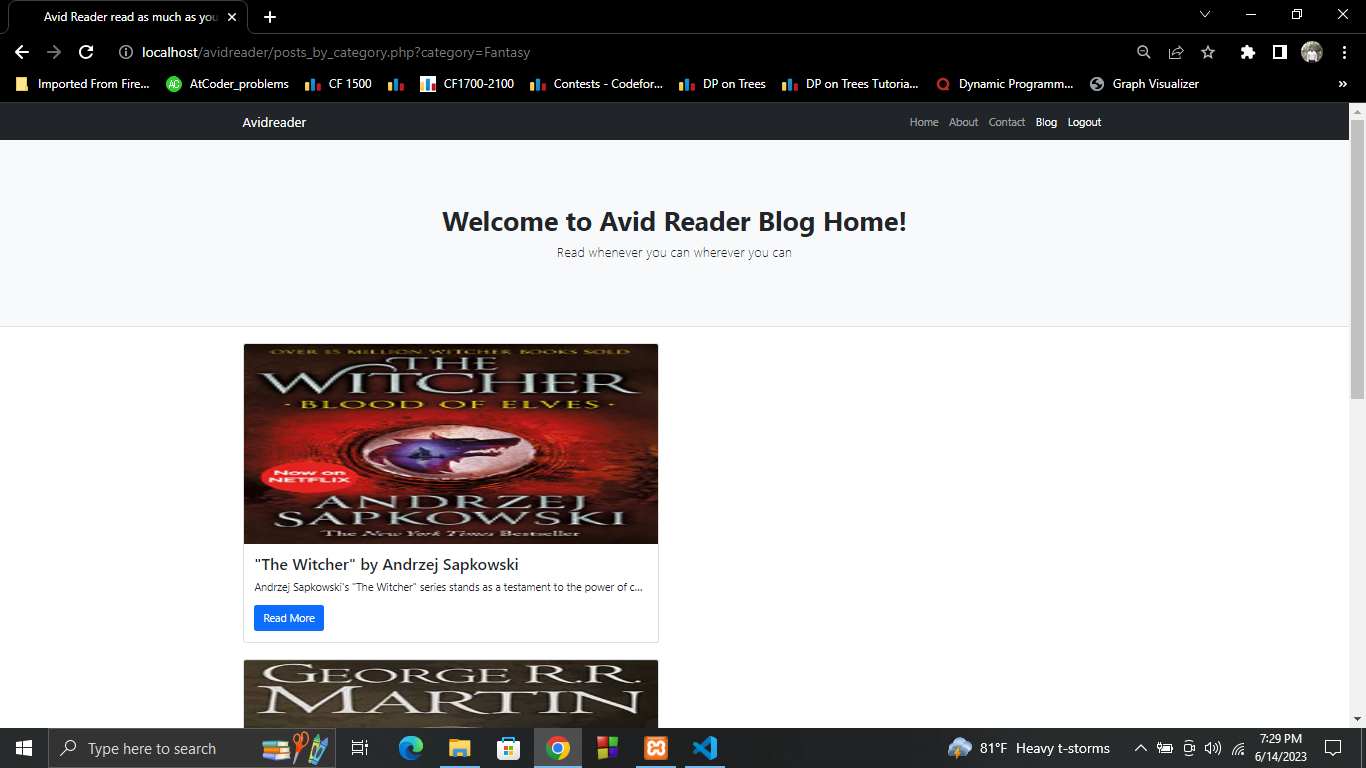 Avid Reader read as much as you
localhost/avidreader/posts_by_category.php?category=Fantasy
Imported From Fire... AtCoder_problems CF 1500 CF1700-2100 Contests - Codefor... DP on Trees DP on Trees Tutoria... Dynamic Programm... Graph Visualizer »
Avidreader Home About Contact Blog Logout
Welcome to Avid Reader Blog Home!
Read whenever you can wherever you can
OVER 15 MILLION WITCHER BOOKS SOLD
THE
WITCHER
· BLOOD OF ELVES ·
Now on
NETFLIX
ANDRZEJ
SAPKOWSKI
The New York Times Bestseller
"The Witcher" by Andrzej Sapkowski
Andrzej Sapkowski's "The Witcher" series stands as a testament to the power of c...
Read More
GEORGE R.R.
MARTIN
Type here to search
81°F Heavy t-storms
7:29 PM
6/14/2023